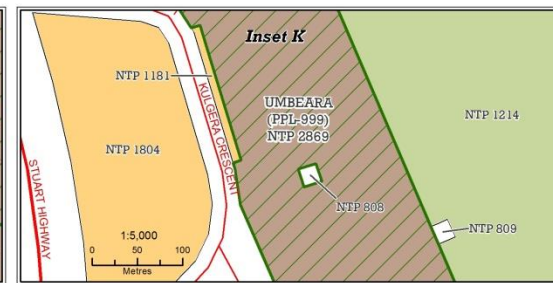 Inset K
NTP 1181
KULGERA CRESCENT
UMBEARA
(PPL-999)
NTP 2869
NTP 1214
NTP 1804
STUART HIGHWAY
NTP 808
NTP 809
1:5,000
0 50 100
Metres